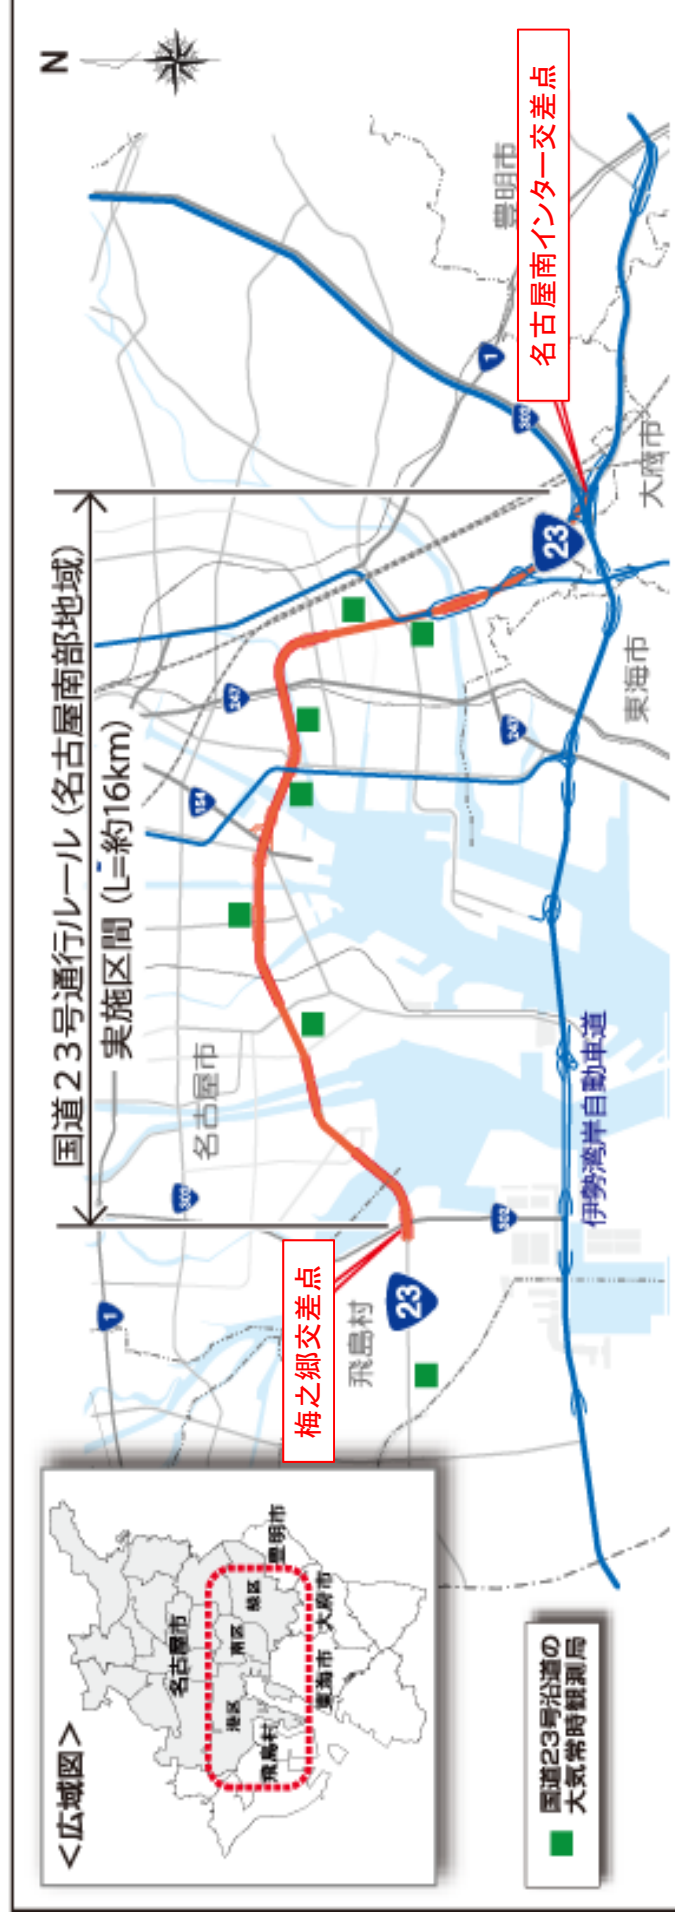 国道23号通行ルール（名古屋南部地域）
実施区間（L=約16km）
N
＜広域図＞
名古屋市
港区
南区
緑区
飛島村
東海市
大府市
豊明市
国道23号沿道の
大気常時観測局
梅之郷交差点
名古屋南インター交差点
1
302
名古屋市
154
247
飛島村
23
302
伊勢湾岸自動車道
247
東海市
23
大府市
302
1
豊明市